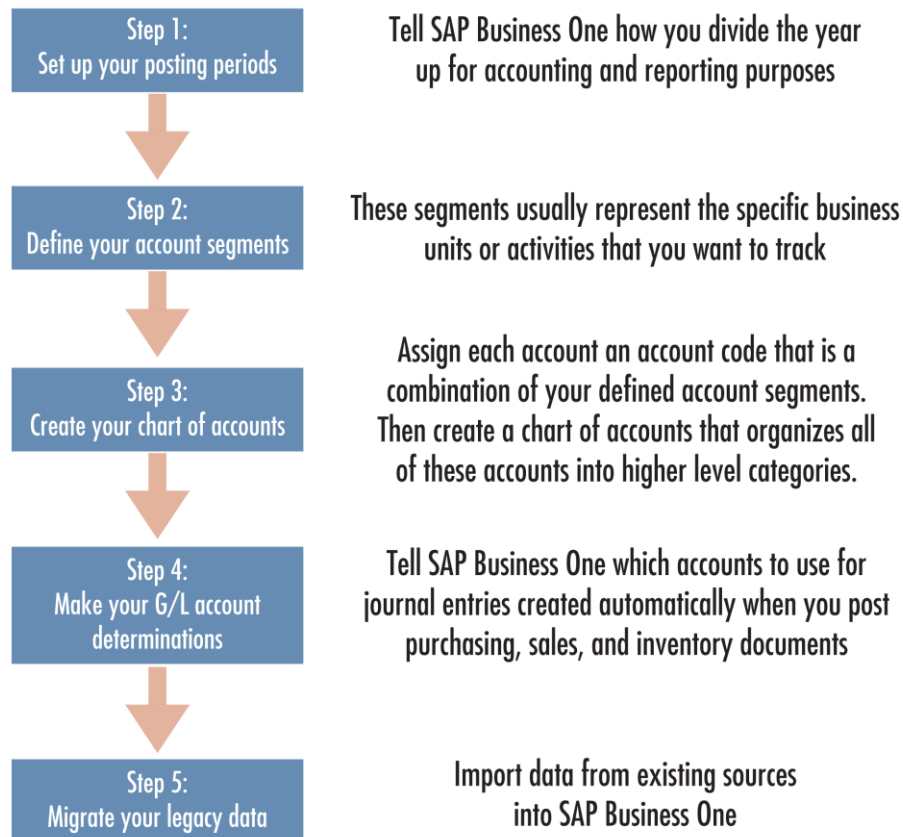 Step 1:
Set up your posting periods
Tell SAP Business One how you divide the year
up for accounting and reporting purposes
Step 2:
Define your account segments
These segments usually represent the specific business
units or activities that you want to track
Step 3:
Create your chart of accounts
Assign each account an account code that is a
combination of your defined account segments.
Then create a chart of accounts that organizes all
of these accounts into higher level categories.
Step 4:
Make your G/L account
determinations
Tell SAP Business One which accounts to use for
journal entries created automatically when you post
purchasing, sales, and inventory documents
Step 5:
Migrate your legacy data
Import data from existing sources
into SAP Business One